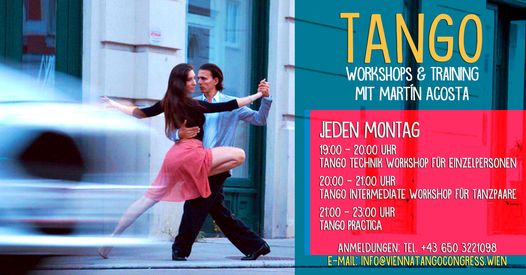 TANGO
WORKSHOPS & TRAINING
MIT MARTÍN ACOSTA
JEDEN MONTAG
19:00 - 20:00 UHR
TANGO TECHNIK WORKSHOP FÜR EINZELPERSONEN
20:00 - 21:00 UHR
TANGO INTERMEDIATE WORKSHOP FÜR TANZPAARE
21:00 - 23:00 UHR
TANGO PRACTICA
ANMELDUNGEN: TEL. +43 650 3221098
E-MAIL: INFO@VIENNATANGOCONGRESS.WIEN